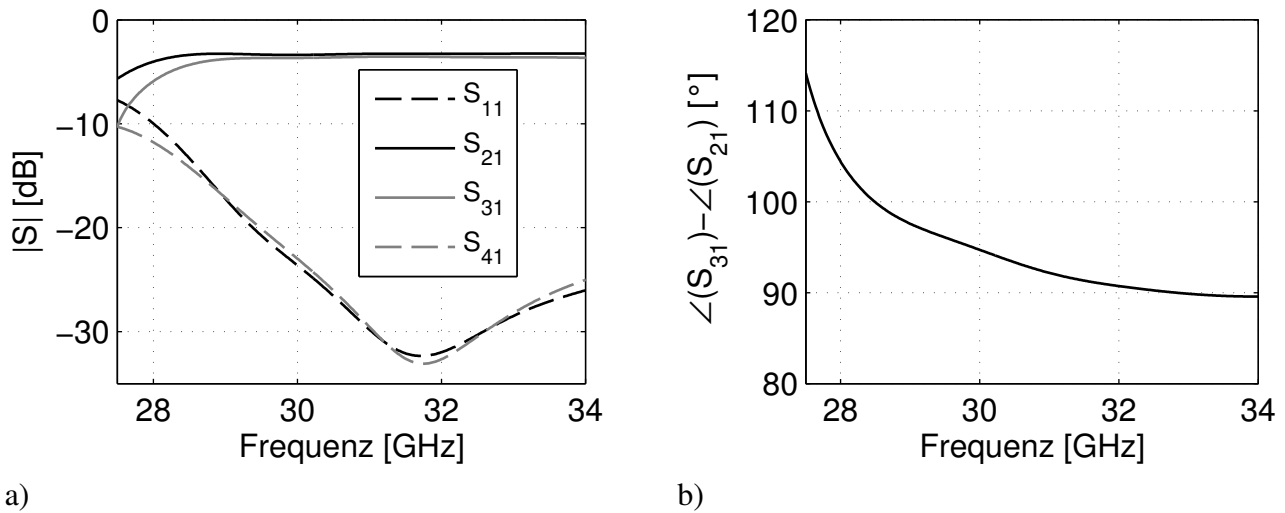 0
−10
−20
−30
28
30
32
34
|S| [dB]
Frequenz [GHz]
S11
S21
S31
S41
a)
120
110
100
90
80
28
30
32
34
∠(S31)−∠(S21) [°]
Frequenz [GHz]
b)